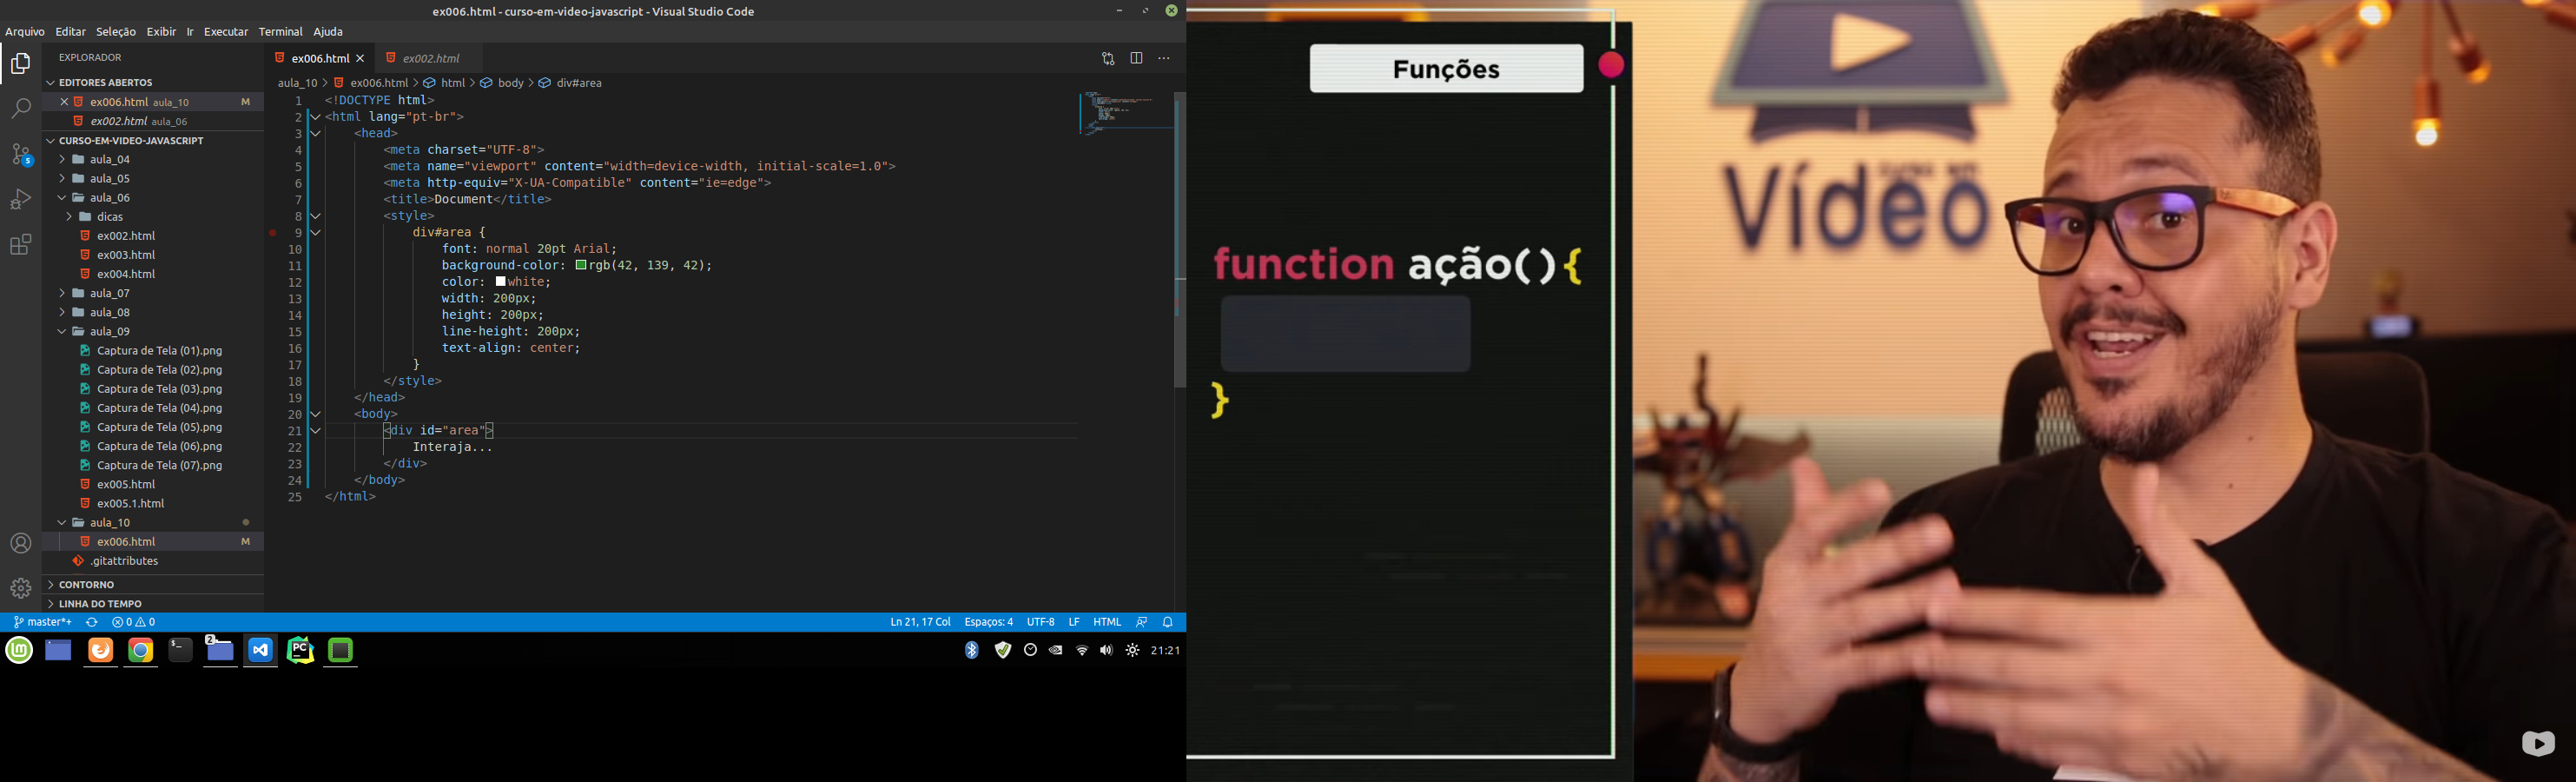 ex006.html - curso-em-video-javascript - Visual Studio Code
Arquivo Editar Seleção Exibir Ir Executar Terminal Ajuda
EXPLORADOR
EDITORES ABERTOS
ex006.html aula_10 M
ex002.html aula_06
CURSO-EM-VIDEO-JAVASCRIPT
aula_04
aula_05
aula_06
dicas
ex002.html
ex003.html
ex004.html
aula_07
aula_08
aula_09
Captura de Tela (01).png
Captura de Tela (02).png
Captura de Tela (03).png
Captura de Tela (04).png
Captura de Tela (05).png
Captura de Tela (06).png
Captura de Tela (07).png
ex005.html
ex005.1.html
aula_10
ex006.html M
.gitattributes
CONTORNO
LINHA DO TEMPO
5
ex006.html ex002.html
aula_10 > ex006.html > html > body > div#area
1 <!DOCTYPE html>
2 <html lang="pt-br">
3 <head>
4 <meta charset="UTF-8">
5 <meta name="viewport" content="width=device-width, initial-scale=1.0">
6 <meta http-equiv="X-UA-Compatible" content="ie=edge">
7 <title>Document</title>
8 <style>
9 div#area {
10 font: normal 20pt Arial;
11 background-color: rgb(42, 139, 42);
12 color: white;
13 width: 200px;
14 height: 200px;
15 line-height: 200px;
16 text-align: center;
17 }
18 </style>
19 </head>
20 <body>
21 <div id="area">
22 Interaja...
23 </div>
24 </body>
25 </html>
master*+ 0 0 Ln 21, 17 Col Espaços: 4 UTF-8 LF HTML
2
PC
21:21
Funções
function ação(){
}
curso em
Vídeo